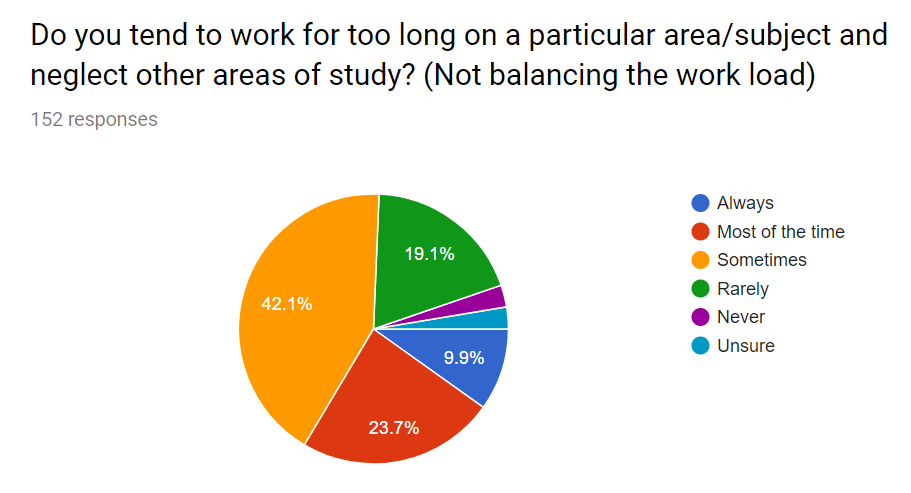 Do you tend to work for too long on a particular area/subject and
neglect other areas of study? (Not balancing the work load)
152 responses
19.1%
42.1%
9.9%
23.7%
Always
Most of the time
Sometimes
Rarely
Never
Unsure